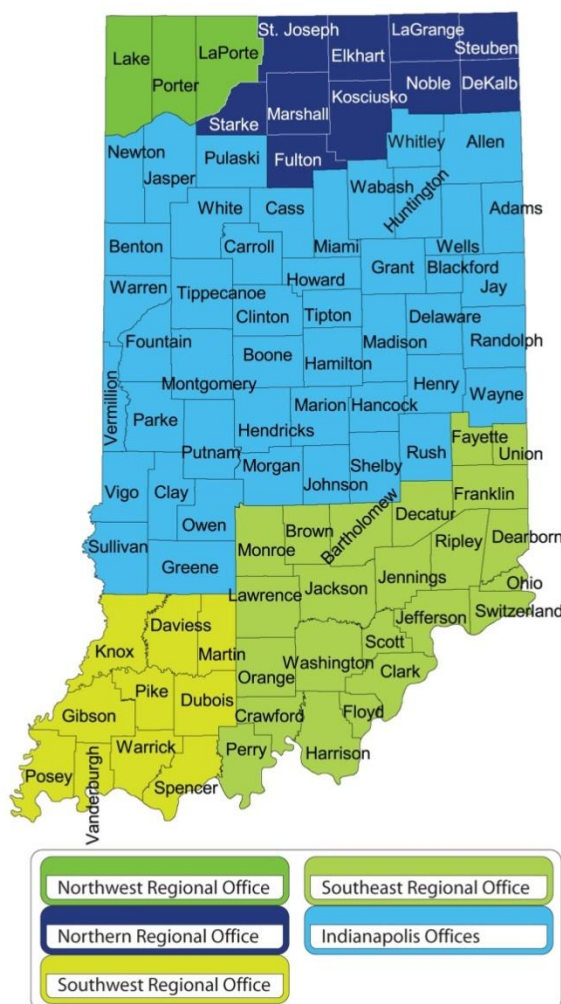 St. Joseph
LaGrange
Steuben
LaPorte
Elkhart
Lake
Porter
Noble
DeKalb
Kosciusko
Marshall
Starke
Whitley
Allen
Newton
Pulaski
Fulton
Jasper
Wabash
Huntington
White
Cass
Adams
Carroll
Miami
Wells
Benton
Grant
Blackford
Howard
Jay
Warren
Tippecanoe
Clinton
Tipton
Delaware
Fountain
Madison
Randolph
Boone
Hamilton
Montgomery
Henry
Vermillion
Marion
Hancock
Wayne
Parke
Hendricks
Fayette
Putnam
Rush
Union
Morgan
Shelby
Johnson
Vigo
Clay
Franklin
Decatur
Bartholomew
Owen
Brown
Ripley
Dearborn
Sullivan
Monroe
Greene
Jennings
Ohio
Lawrence
Jackson
Switzerland
Jefferson
Daviess
Knox
Martin
Scott
Washington
Orange
Clark
Pike
Dubois
Gibson
Crawford
Floyd
Warrick
Perry
Harrison
Posey
Vanderburgh
Spencer
Northwest Regional Office
Southeast Regional Office
Northern Regional Office
Indianapolis Offices
Southwest Regional Office